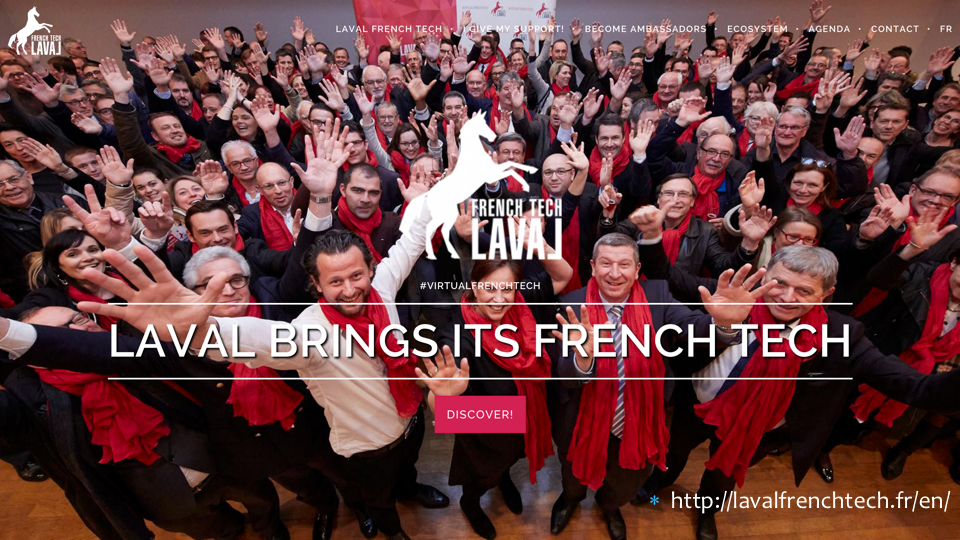 FRENCH TECH
LAVAL
LAVAL FRENCH TECH • I GIVE MY SUPPORT! • BECOME AMBASSADORS • ECOSYSTEM • AGENDA • CONTACT • FR
FRENCH TECH
LAVAL
#VIRTUALFRENCHTECH
LAVAL BRINGS ITS FRENCH TECH
DISCOVER!
* http://lavalfrenchtech.fr/en/